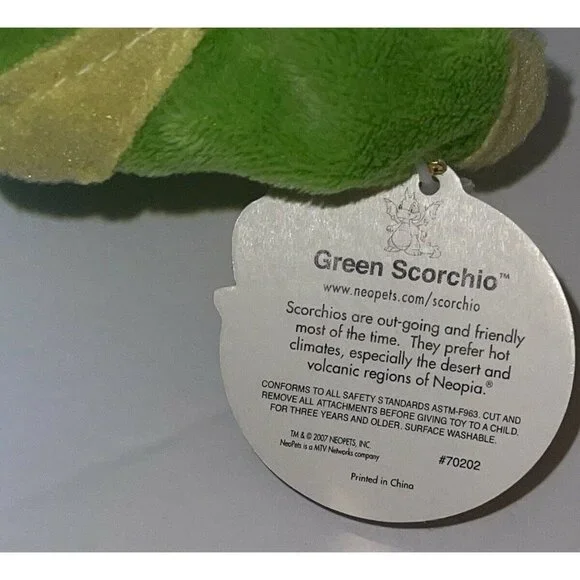 Green Scorchio™
www.neopets.com/scorchio
Scorchios are out-going and friendly
most of the time. They prefer hot
climates, especially the desert and
volcanic regions of Neopia.®
CONFORMS TO ALL SAFETY STANDARDS ASTM-F963. CUT AND
REMOVE ALL ATTACHMENTS BEFORE GIVING TOY TO A CHILD.
FOR THREE YEARS AND OLDER. SURFACE WASHABLE.
TM & © 2007 NEOPETS, INC.
NeoPets is a MTV Networks company
#70202
Printed in China